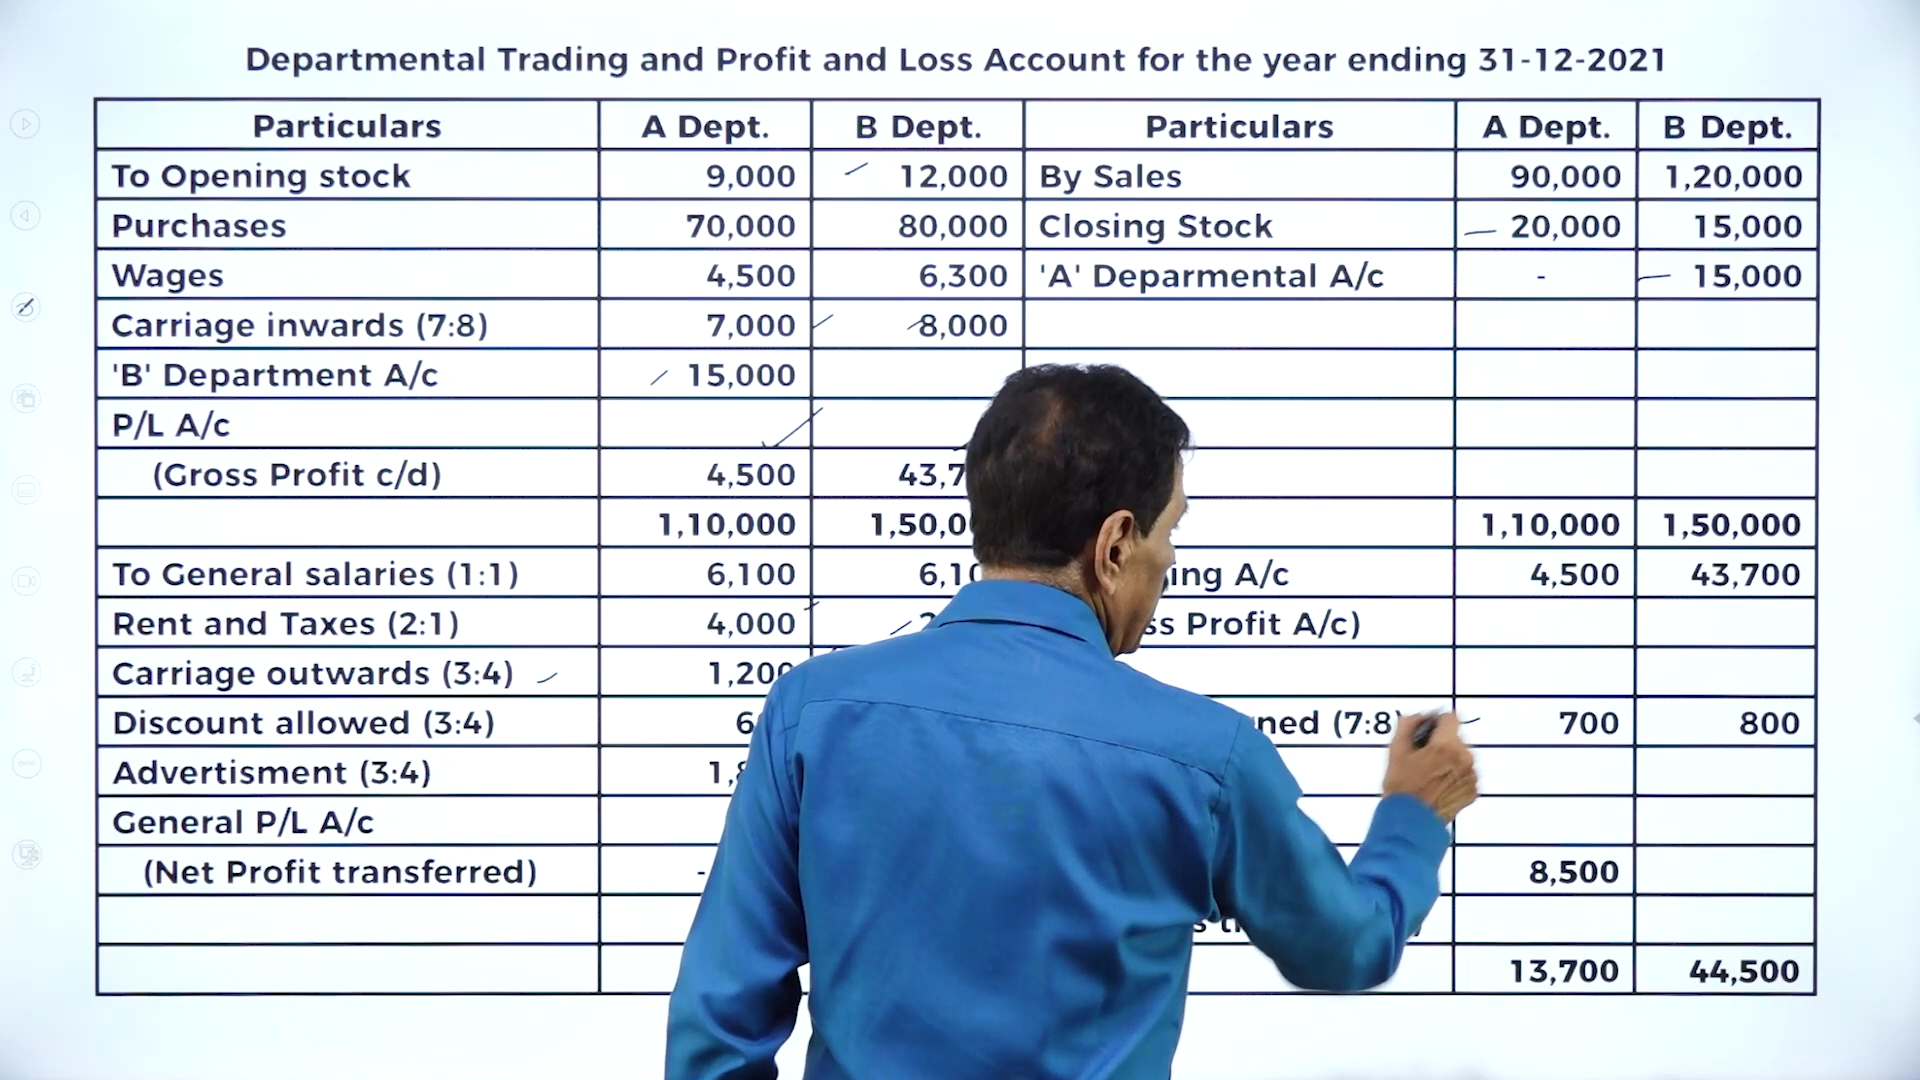 Departmental Trading and Profit and Loss Account for the year ending 31-12-2021
Particulars A Dept. B Dept. Particulars A Dept. B Dept.
To Opening stock 9,000 12,000 By Sales 90,000 1,20,000
Purchases 70,000 80,000 Closing Stock 20,000 15,000
Wages 4,500 6,300 'A' Deparmental A/c - 15,000
Carriage inwards (7:8) 7,000 8,000
'B' Department A/c 15,000
P/L A/c
(Gross Profit c/d) 4,500
1,10,000 1,10,000 1,50,000
To General salaries (1:1) 6,100 A/c 4,500 43,700
Rent and Taxes (2:1) 4,000 Profit A/c)
Carriage outwards (3:4)
Discount allowed (3:4) (7:8) 700 800
Advertisment (3:4)
General P/L A/c
(Net Profit transferred) - 8,500
13,700 44,500